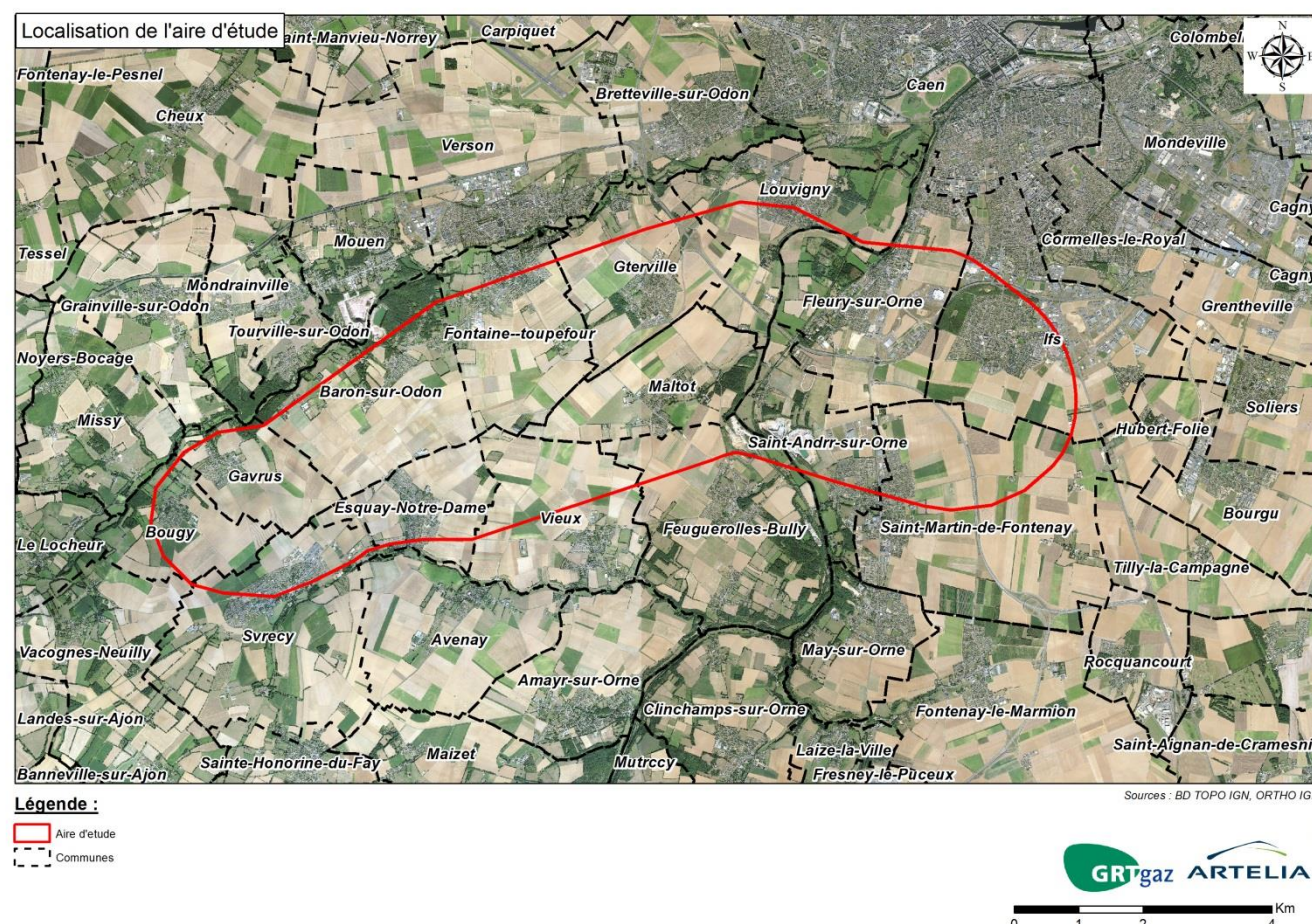 Localisation de l'aire d'étude
aint-Manvieu-Norrey
Carpiquet
Colombel
N
W
E
S
Fontenay-le-Pesnel
Cheux
Bretteville-sur-Odon
Caen
Verson
Mondeville
Louvigny
Cagny
Tessel
Mouen
Cormelles-le-Royal
Gterville
Cagny
Mondrainville
Grainville-sur-Odon
Fleury-sur-Orne
Grentheville
Tourville-sur-Odon
Fontaine--toupefour
Ifs
Noyers-Bocage
Baron-sur-Odon
Maltot
Soliers
Missy
Hubert-Folie
Saint-Andrr-sur-Orne
Gavrus
Esquay-Notre-Dame
Vieux
Bourgu
Bougy
Feuguerolles-Bully
Saint-Martin-de-Fontenay
Le Locheur
Tilly-la-Campagne
Svrecy
Avenay
Vacognes-Neuilly
May-sur-Orne
Rocquancourt
Amayr-sur-Orne
Landes-sur-Ajon
Clinchamps-sur-Orne
Fontenay-le-Marmion
Maizet
Laize-la-Ville
Saint-Aignan-de-Cramesni
Sainte-Honorine-du-Fay
Mutrccy
Banneville-sur-Ajon
Fresney-le-Puceux
Légende :
Aire d'etude
Communes
Sources : BD TOPO IGN, ORTHO IG
GRTgaz
ARTELIA
Km
0 1 2 4